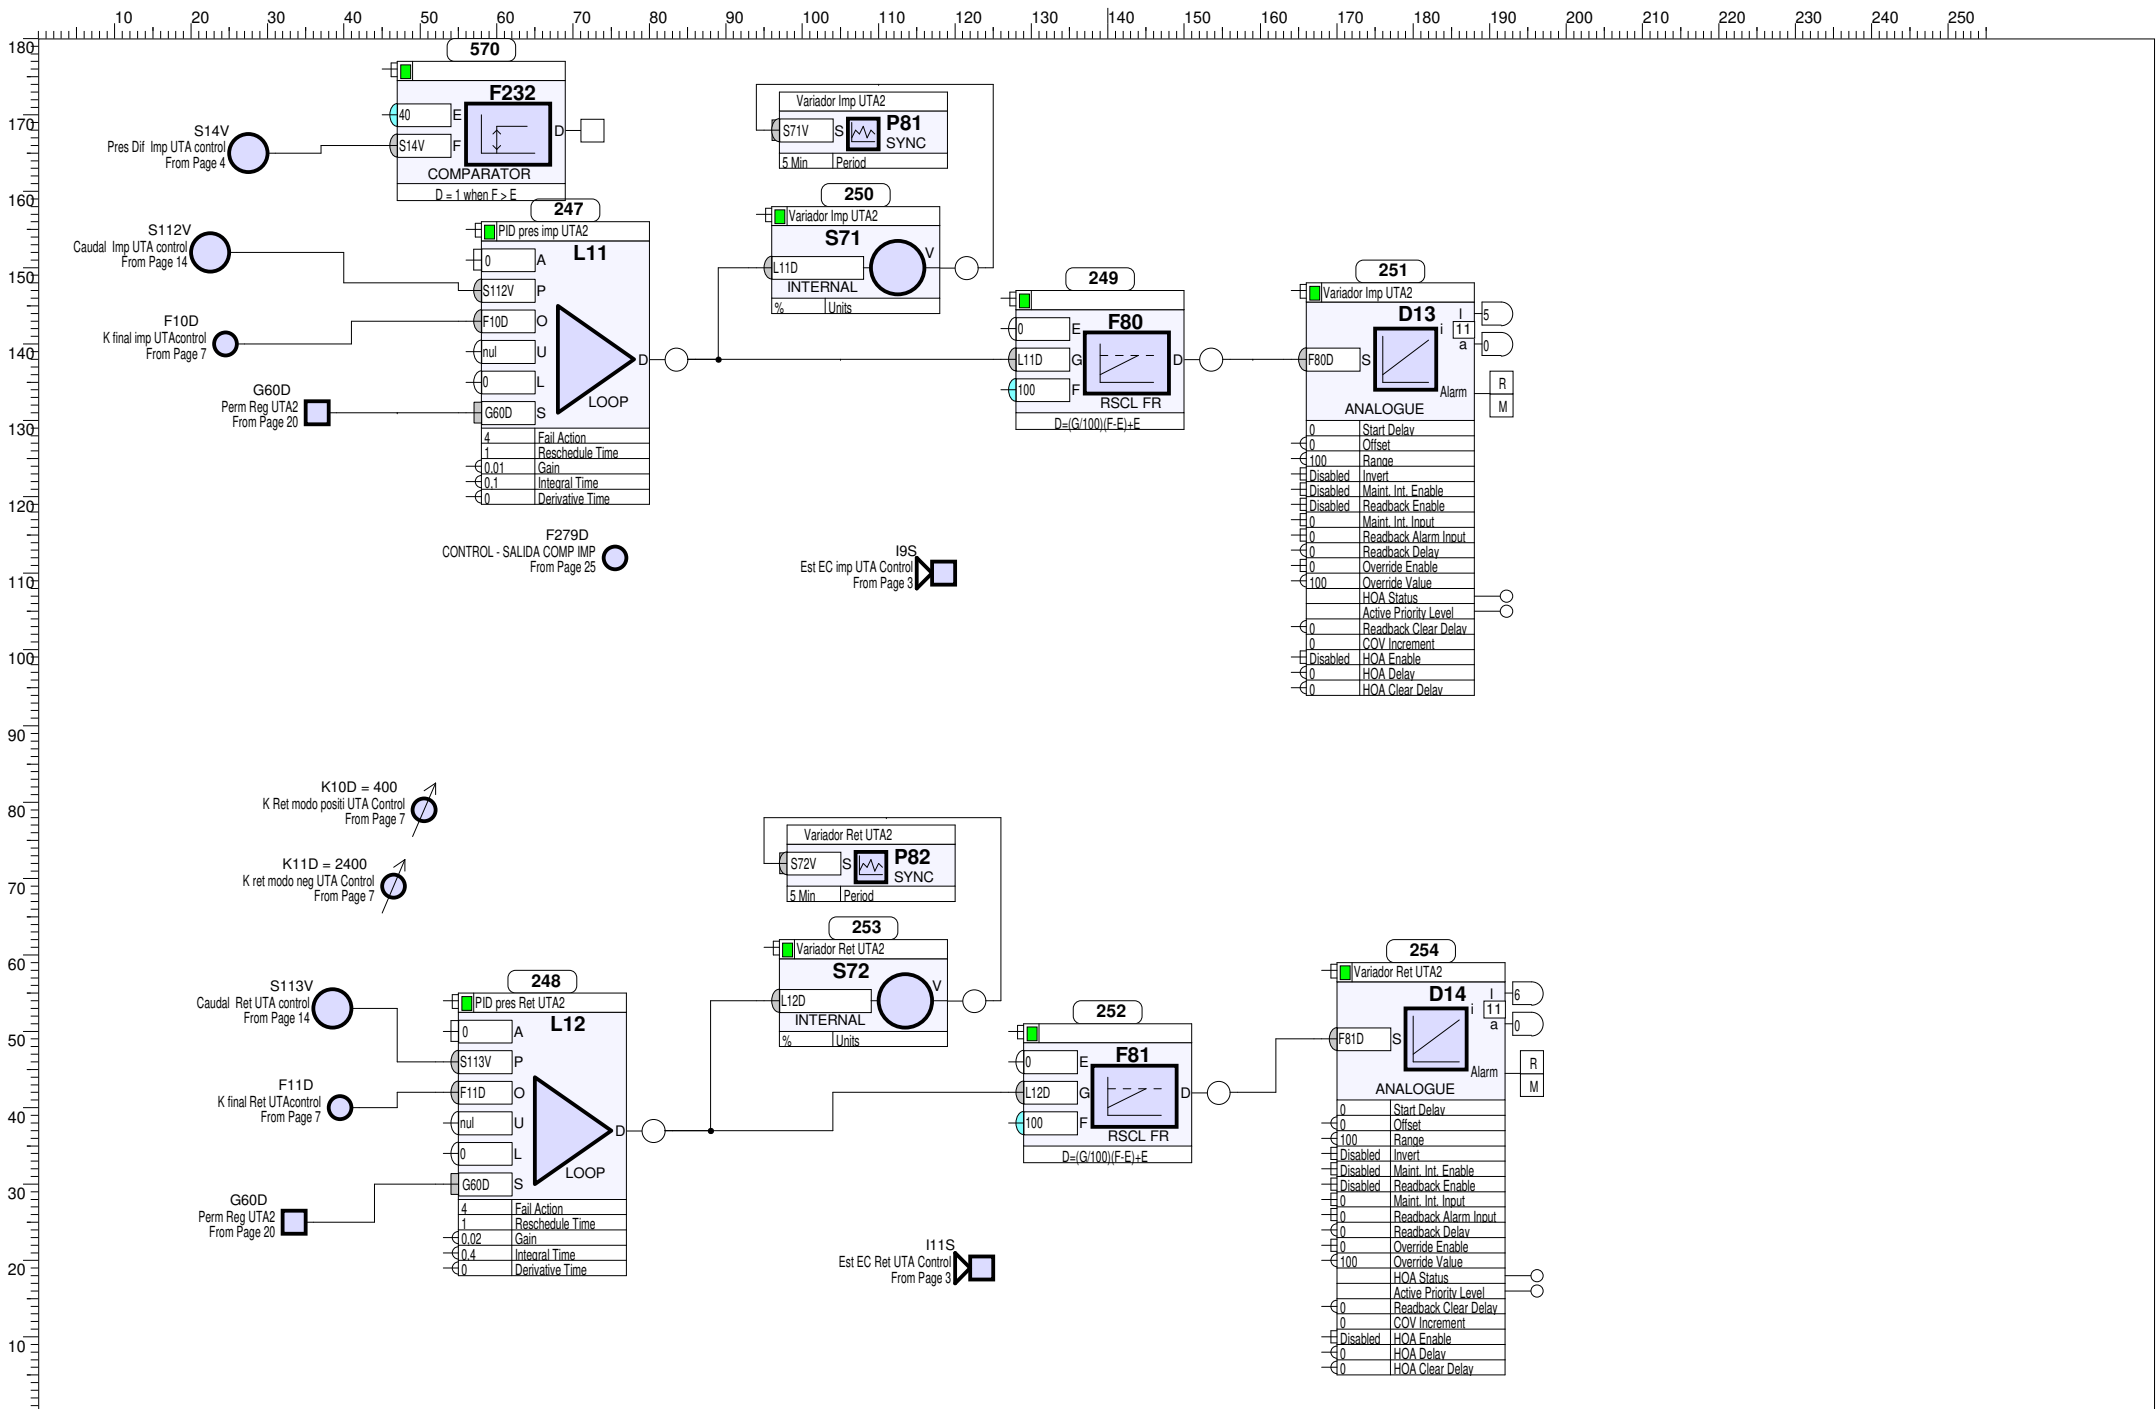 10 20 30 40 50 60 70 80 90 100 110 120 130 140 150 160 170 180 190 200 210 220 230 240 250
180
170
160
150
140
130
120
110
100
90
80
70
60
50
40
30
20
10
570
F232
40 E
S14V F
D
COMPARATOR
D = 1 when F > E
S14V
Pres Dif Imp UTA control
From Page 4
S112V
Caudal Imp UTA control
From Page 14
F10D
K final imp UTAcontrol
From Page 7
G60D
Perm Reg UTA2
From Page 20
247
PID pres imp UTA2
L11
0 A
S112V P
F10D O
nul U
0 L
G60D S
D
LOOP
4 Fail Action
1 Reschedule Time
0.01 Gain
0.1 Integral Time
0 Derivative Time
F279D
CONTROL - SALIDA COMP IMP
From Page 25
Variador Imp UTA2
S71V S
P81
SYNC
5 Min Period
250
Variador Imp UTA2
S71
L11D
V
INTERNAL
% Units
I9S
Est EC imp UTA Control
From Page 3
249
F80
0 E
L11D G
100 F
D
RSCL FR
D=(G/100)(F-E)+E
251
Variador Imp UTA2
D13
F80D S
I 5
i 11
a 0
Alarm
R
M
ANALOGUE
0 Start Delay
0 Offset
100 Range
Disabled Invert
Disabled Maint. Int. Enable
Disabled Readback Enable
0 Maint. Int. Input
0 Readback Alarm Input
0 Readback Delay
0 Override Enable
100 Override Value
HOA Status
Active Priority Level
0 Readback Clear Delay
0 COV Increment
Disabled HOA Enable
0 HOA Delay
0 HOA Clear Delay
K10D = 400
K Ret modo positi UTA Control
From Page 7
K11D = 2400
K ret modo neg UTA Control
From Page 7
S113V
Caudal Ret UTA control
From Page 14
F11D
K final Ret UTAcontrol
From Page 7
G60D
Perm Reg UTA2
From Page 20
248
PID pres Ret UTA2
L12
0 A
S113V P
F11D O
nul U
0 L
G60D S
D
LOOP
4 Fail Action
1 Reschedule Time
0.02 Gain
0.4 Integral Time
0 Derivative Time
Variador Ret UTA2
S72V S
P82
SYNC
5 Min Period
253
Variador Ret UTA2
S72
L12D
V
INTERNAL
% Units
I11S
Est EC Ret UTA Control
From Page 3
252
F81
0 E
L12D G
100 F
D
RSCL FR
D=(G/100)(F-E)+E
254
Variador Ret UTA2
D14
F81D S
I 6
i 11
a 0
Alarm
R
M
ANALOGUE
0 Start Delay
0 Offset
100 Range
Disabled Invert
Disabled Maint. Int. Enable
Disabled Readback Enable
0 Maint. Int. Input
0 Readback Alarm Input
0 Readback Delay
0 Override Enable
100 Override Value
HOA Status
Active Priority Level
0 Readback Clear Delay
0 COV Increment
Disabled HOA Enable
0 HOA Delay
0 HOA Clear Delay